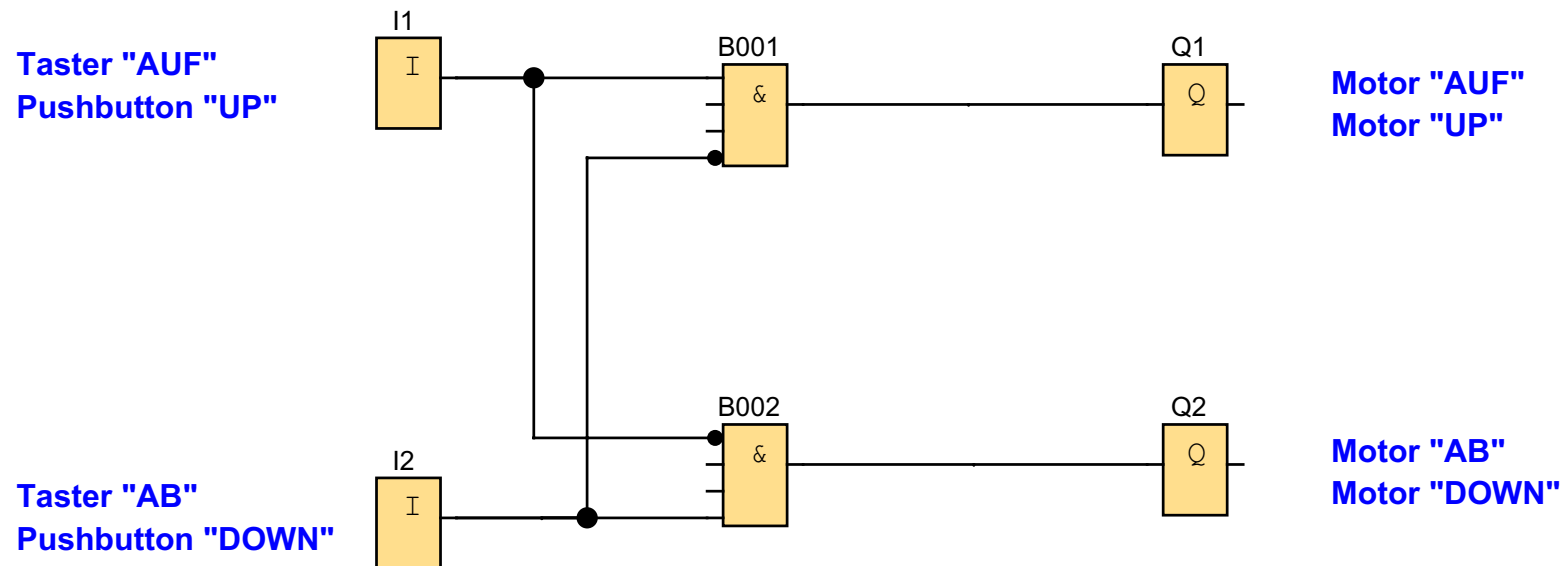 I1
Taster "AUF"
Pushbutton "UP"
I
B001
&
Q1
Q
Motor "AUF"
Motor "UP"
I2
Taster "AB"
Pushbutton "DOWN"
I
B002
&
Q2
Q
Motor "AB"
Motor "DOWN"